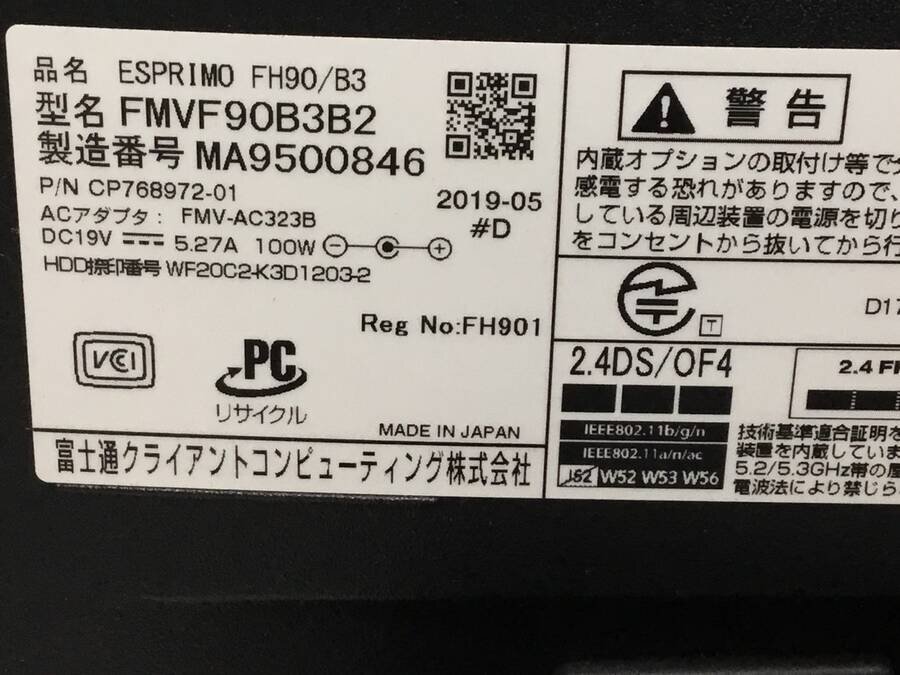 品名 ESPRIMO FH90/B3
型名 FMVF90B3B2
製造番号 MA9500846
P/N CP768972-01
2019-05
#D
ACアダプタ: FMV-AC323B
DC19V 5.27A 100W
HDD捺印番号 WF20C2-K3D1203-2
Reg No:FH901
VCI
PC
リサイクル
MADE IN JAPAN
富士通クライアントコンピューティング株式会社
警告
内蔵オプションの取付け等で
感電する恐れがありますので、
している周辺装置の電源を切り
をコンセントから抜いてから行
T
D17
2.4DS/OF4
IEEE802.11b/g/n
IEEE802.11a/n/ac
J52 W52 W53 W56
2.4 F
技術基準適合証明を
装置を内蔵していま
5.2/5.3GHz帯の屋
電波法により禁じら